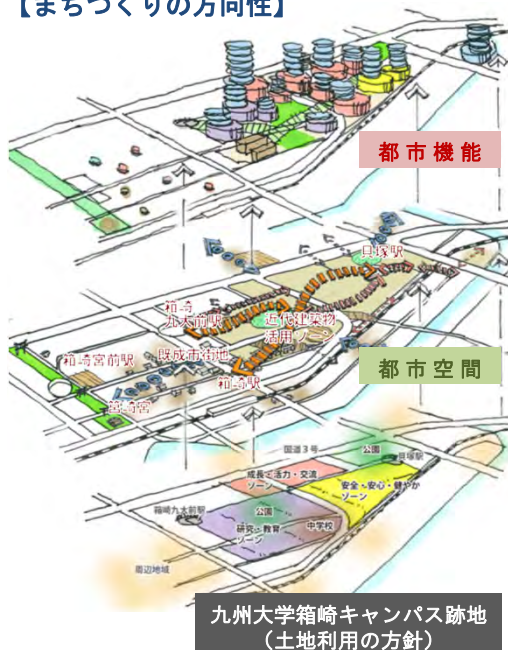 【まちづくりの方向性】
都市機能
貝塚駅
箱崎
九大前駅
近代建築物
活用ゾーン
箱崎宮前駅
既成市街地
箱崎駅
筥崎宮
都市空間
国道3号
公園
貝塚駅
成長・活力・交流
ゾーン
安全・安心・健やか
ゾーン
箱崎九大前駅
公園
研究・教育
ゾーン
中学校
周辺地域
九州大学箱崎キャンパス跡地
(土地利用の方針)